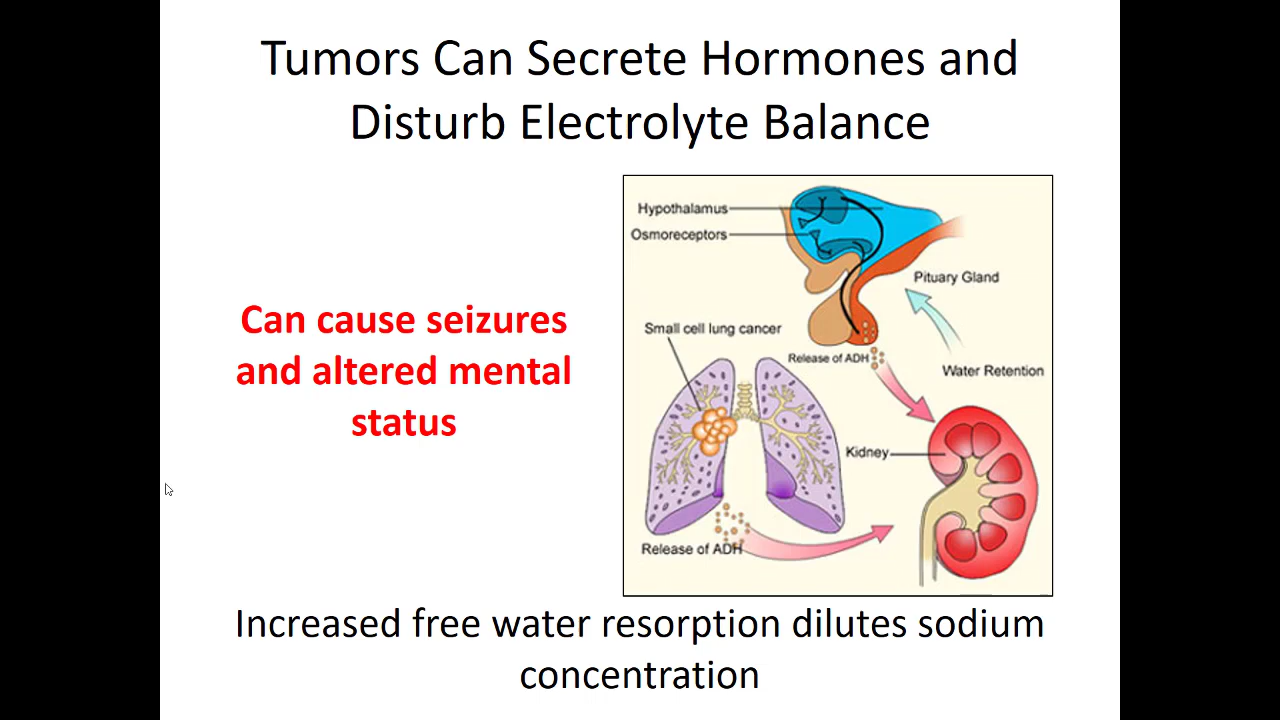 Tumors Can Secrete Hormones and
Disturb Electrolyte Balance
Can cause seizures
and altered mental
status
Hypothalamus
Osmoreceptors
Pituary Gland
Small cell lung cancer
Release of ADH
Water Retention
Kidney
Release of ADH
Increased free water resorption dilutes sodium
concentration